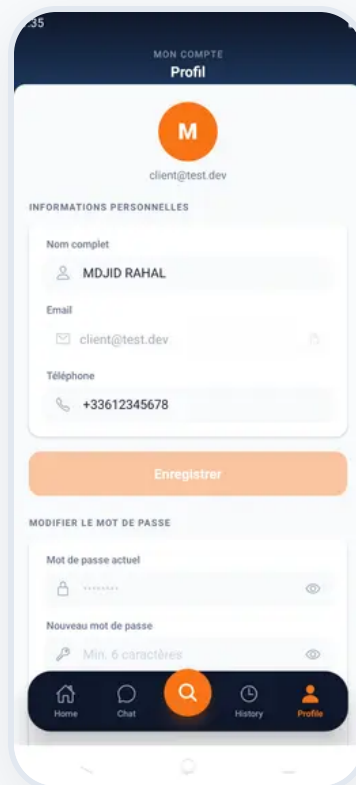 :35
MON COMPTE
Profil
M
client@test.dev
INFORMATIONS PERSONNELLES
Nom complet
MDJID RAHAL
Email
client@test.dev
Téléphone
+33612345678
Enregistrer
MODIFIER LE MOT DE PASSE
Mot de passe actuel
Nouveau mot de passe
Min. 6 caractères
Home
Chat
History
Profile